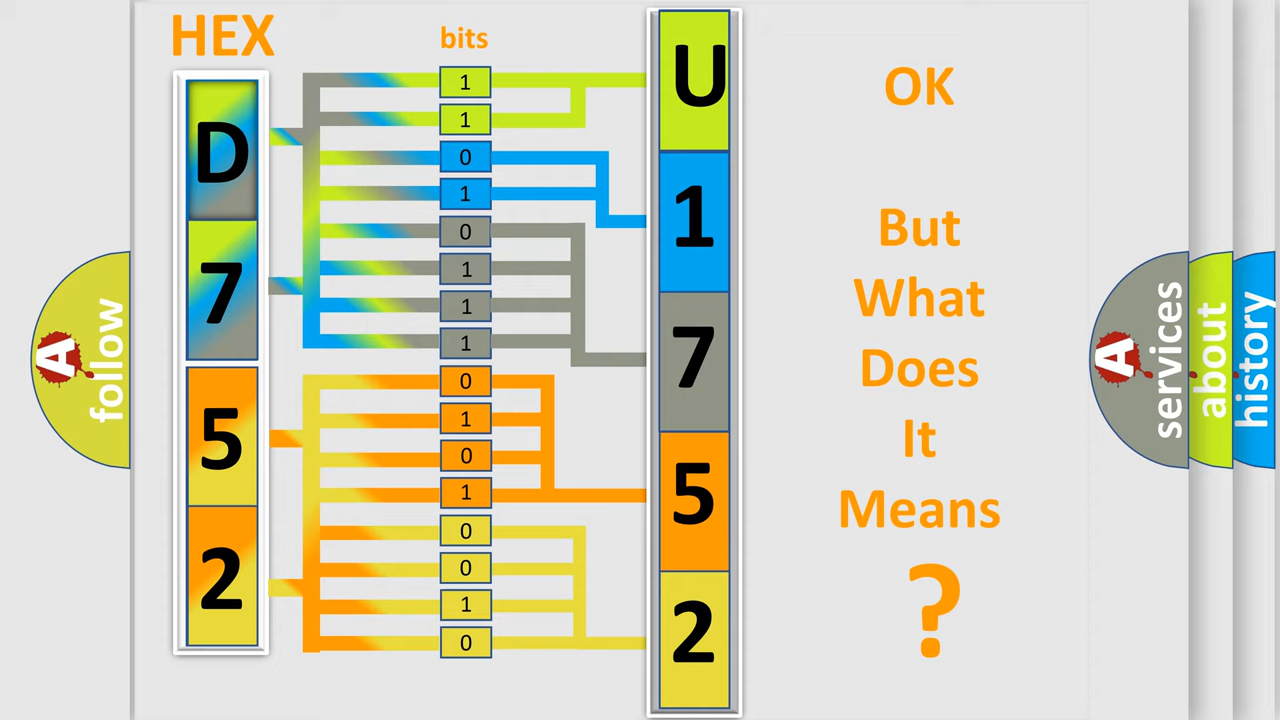 HEX
bits
D
7
5
2
1
1
0
1
0
1
1
1
0
1
0
1
0
0
1
0
U
1
7
5
2
OK
But
What
Does
It
Means
?
A
follow
A
services
about
history